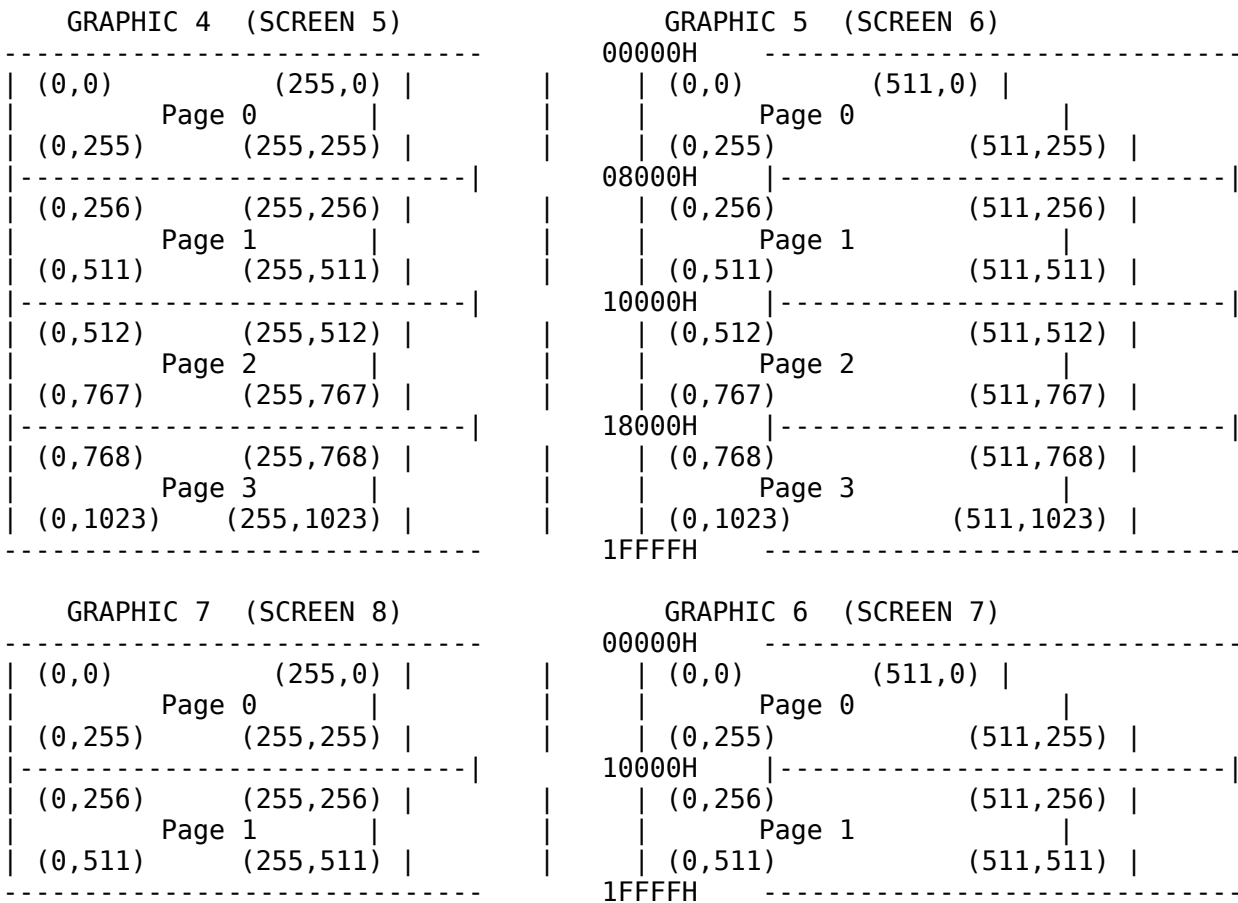 GRAPHIC 4  (SCREEN 5)                 GRAPHIC 5  (SCREEN 6)
------------------------------        00000H    ------------------------------
| (0,0)          (255,0) |        |     | (0,0)        (511,0) |
|         Page 0       |          |     |       Page 0             |
| (0,255)      (255,255) |        |     | (0,255)            (511,255) |
|----------------------------|        08000H    |----------------------------|
| (0,256)      (255,256) |        |     | (0,256)            (511,256) |
|         Page 1       |          |     |       Page 1             |
| (0,511)      (255,511) |        |     | (0,511)            (511,511) |
|----------------------------|        10000H    |----------------------------|
| (0,512)      (255,512) |        |     | (0,512)            (511,512) |
|         Page 2       |          |     |       Page 2             |
| (0,767)      (255,767) |        |     | (0,767)            (511,767) |
|----------------------------|        18000H    |----------------------------|
| (0,768)      (255,768) |        |     | (0,768)            (511,768) |
|         Page 3       |          |     |       Page 3             |
| (0,1023)    (255,1023) |        |     | (0,1023)          (511,1023) |
------------------------------        1FFFFH    ------------------------------
GRAPHIC 7  (SCREEN 8)                 GRAPHIC 6  (SCREEN 7)
------------------------------        00000H    ------------------------------
| (0,0)          (255,0) |        |     | (0,0)        (511,0) |
|         Page 0       |          |     |       Page 0             |
| (0,255)      (255,255) |        |     | (0,255)            (511,255) |
|----------------------------|        10000H    |----------------------------|
| (0,256)      (255,256) |        |     | (0,256)            (511,256) |
|         Page 1       |          |     |       Page 1             |
| (0,511)      (255,511) |        |     | (0,511)            (511,511) |
------------------------------        1FFFFH    ------------------------------